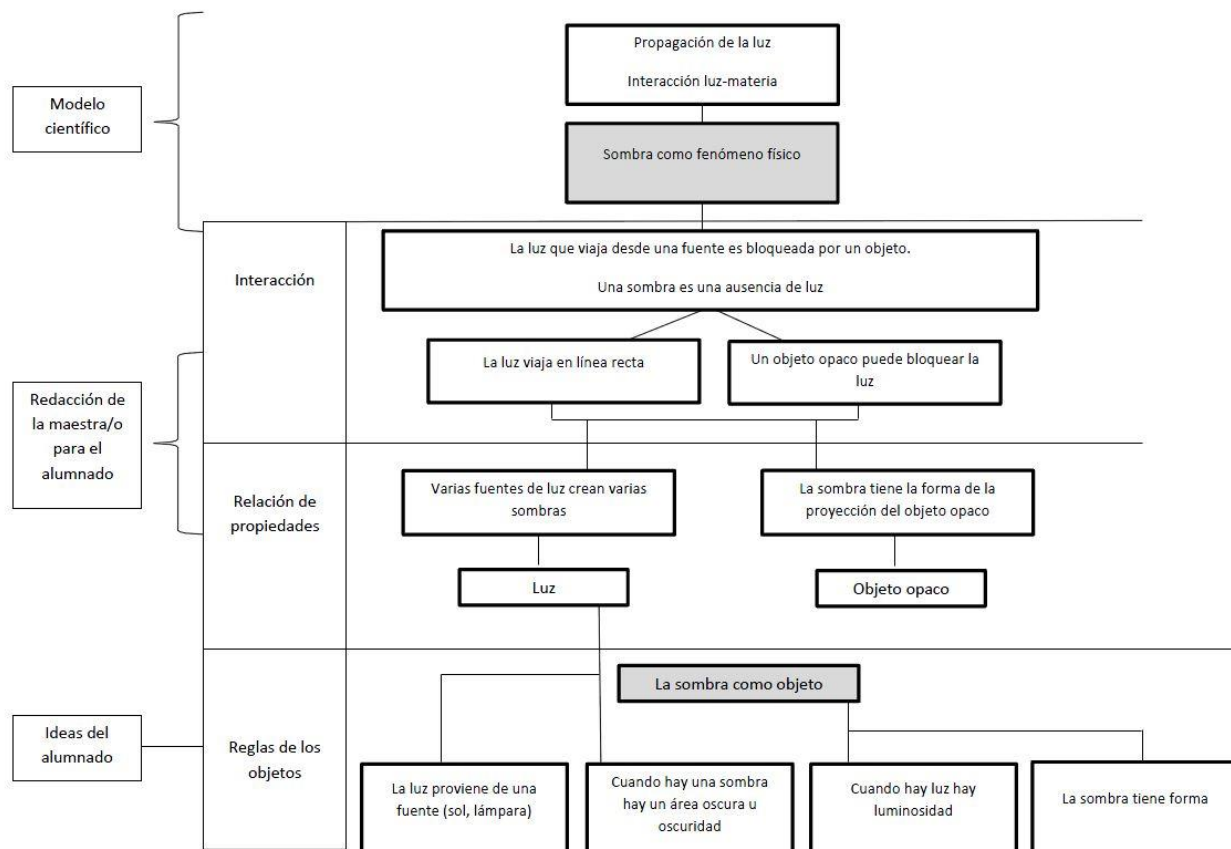 Propagación de la luz
Interacción luz-materia
Modelo
científico
Sombra como fenómeno físico
Interacción
La luz que viaja desde una fuente es bloqueada por un objeto.
Una sombra es una ausencia de luz
La luz viaja en línea recta
Un objeto opaco puede bloquear la
luz
Redacción de
la maestra/o
para el
alumnado
Relación de
propiedades
Varias fuentes de luz crean varias
sombras
La sombra tiene la forma de la
proyección del objeto opaco
Luz
Objeto opaco
La sombra como objeto
Ideas del
alumnado
Reglas de los
objetos
La luz proviene de una
fuente (sol, lámpara)
Cuando hay una sombra
hay un área oscura u
oscuridad
Cuando hay luz hay
luminosidad
La sombra tiene forma